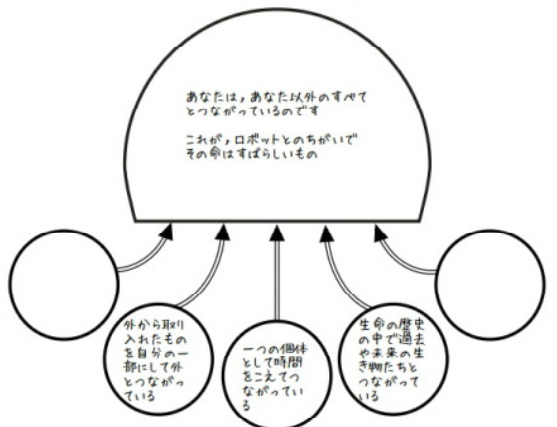 あなたは，あなた以外のすべて
とつながっているのです
これが，ロボットとのちがいで
その命はすばらしいもの
外から取り
入れたもの
を自分の一
部にして外
とつながっ
ている
一つの個体
として時間
をこえてつ
ながってい
る
生命の歴史
の中で過去
や未来の生
き物たちと
つながって
いる